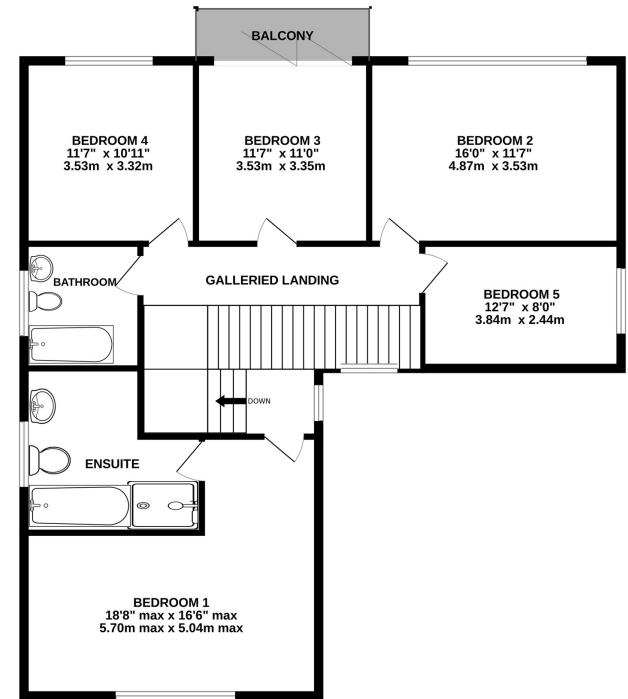 BALCONY
BEDROOM 4
11'7" x 10'11"
3.53m x 3.32m
BEDROOM 3
11'7" x 11'0"
3.53m x 3.35m
BEDROOM 2
16'0" x 11'7"
4.87m x 3.53m
BATHROOM
GALLERIED LANDING
BEDROOM 5
12'7" x 8'0"
3.84m x 2.44m
DOWN
ENSUITE
BEDROOM 1
18'8" max x 16'6" max
5.70m max x 5.04m max